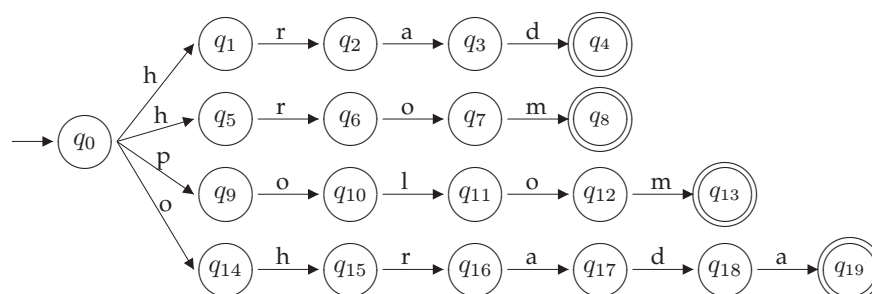 q1 r q2 a q3 d q4
h
q5 r q6 o q7 m q8
h
q0
p
q9 o q10 l q11 o q12 m q13
o
q14 h q15 r q16 a q17 d q18 a q19